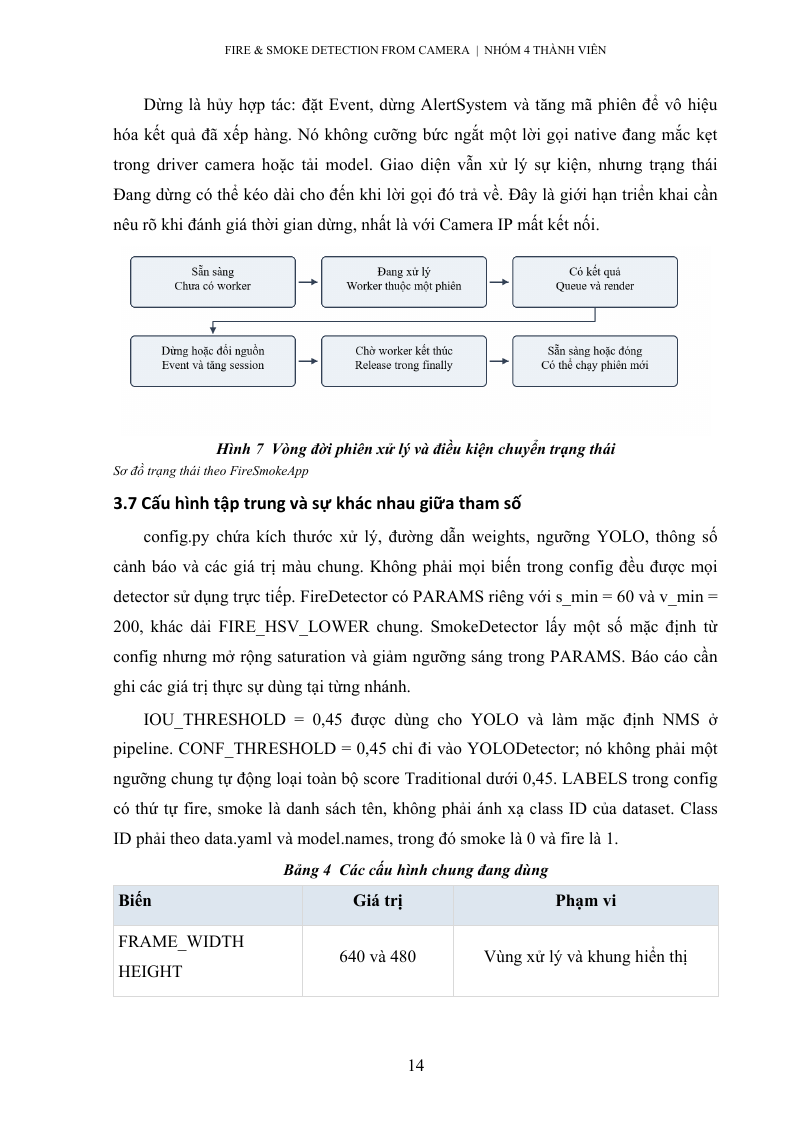 FIRE & SMOKE DETECTION FROM CAMERA | NHÓM 4 THÀNH VIÊN
Dừng là hủy hợp tác: đặt Event, dừng AlertSystem và tăng mã phiên để vô hiệu
hóa kết quả đã xếp hàng. Nó không cưỡng bức ngắt một lời gọi native đang mắc kẹt
trong driver camera hoặc tải model. Giao diện vẫn xử lý sự kiện, nhưng trạng thái
Đang dừng có thể kéo dài cho đến khi lời gọi đó trả về. Đây là giới hạn triển khai cần
nêu rõ khi đánh giá thời gian dừng, nhất là với Camera IP mất kết nối.
Sẵn sàng
Chưa có worker
Đang xử lý
Worker thuộc một phiên
Có kết quả
Queue và render
Dừng hoặc đổi nguồn
Event và tăng session
Chờ worker kết thúc
Release trong finally
Sẵn sàng hoặc đóng
Có thể chạy phiên mới
Hình 7 Vòng đời phiên xử lý và điều kiện chuyển trạng thái
Sơ đồ trạng thái theo FireSmokeApp
3.7 Cấu hình tập trung và sự khác nhau giữa tham số
config.py chứa kích thước xử lý, đường dẫn weights, ngưỡng YOLO, thông số
cảnh báo và các giá trị màu chung. Không phải mọi biến trong config đều được mọi
detector sử dụng trực tiếp. FireDetector có PARAMS riêng với s_min = 60 và v_min =
200, khác dải FIRE_HSV_LOWER chung. SmokeDetector lấy một số mặc định từ
config nhưng mở rộng saturation và giảm ngưỡng sáng trong PARAMS. Báo cáo cần
ghi các giá trị thực sự dùng tại từng nhánh.
IOU_THRESHOLD = 0,45 được dùng cho YOLO và làm mặc định NMS ở
pipeline. CONF_THRESHOLD = 0,45 chỉ đi vào YOLODetector; nó không phải một
ngưỡng chung tự động loại toàn bộ score Traditional dưới 0,45. LABELS trong config
có thứ tự fire, smoke là danh sách tên, không phải ánh xạ class ID của dataset. Class
ID phải theo data.yaml và model.names, trong đó smoke là 0 và fire là 1.
Bảng 4 Các cấu hình chung đang dùng
Biến
Giá trị
Phạm vi
FRAME_WIDTH
HEIGHT
640 và 480
Vùng xử lý và khung hiển thị
14